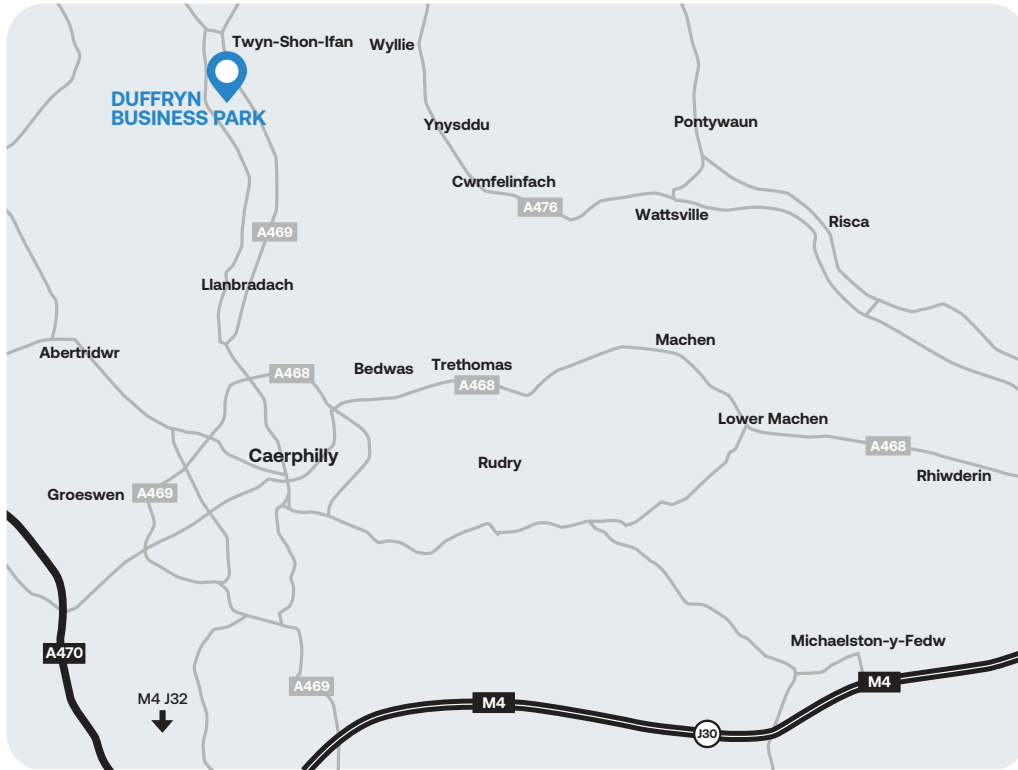 Twyn-Shon-Ifan
Wyllie
DUFFRYN
BUSINESS PARK
Ynysddu
Pontywaun
Cwmfelinfach
A476
Wattsville
Risca
A469
Llanbradach
Abertridwr
Machen
A468
Bedwas
Trethomas
A468
Lower Machen
A468
Caerphilly
Rudry
Rhiwderin
Groeswen
A469
Michaelston-y-Fedw
A470
M4
A469
M4 J32
M4
J30